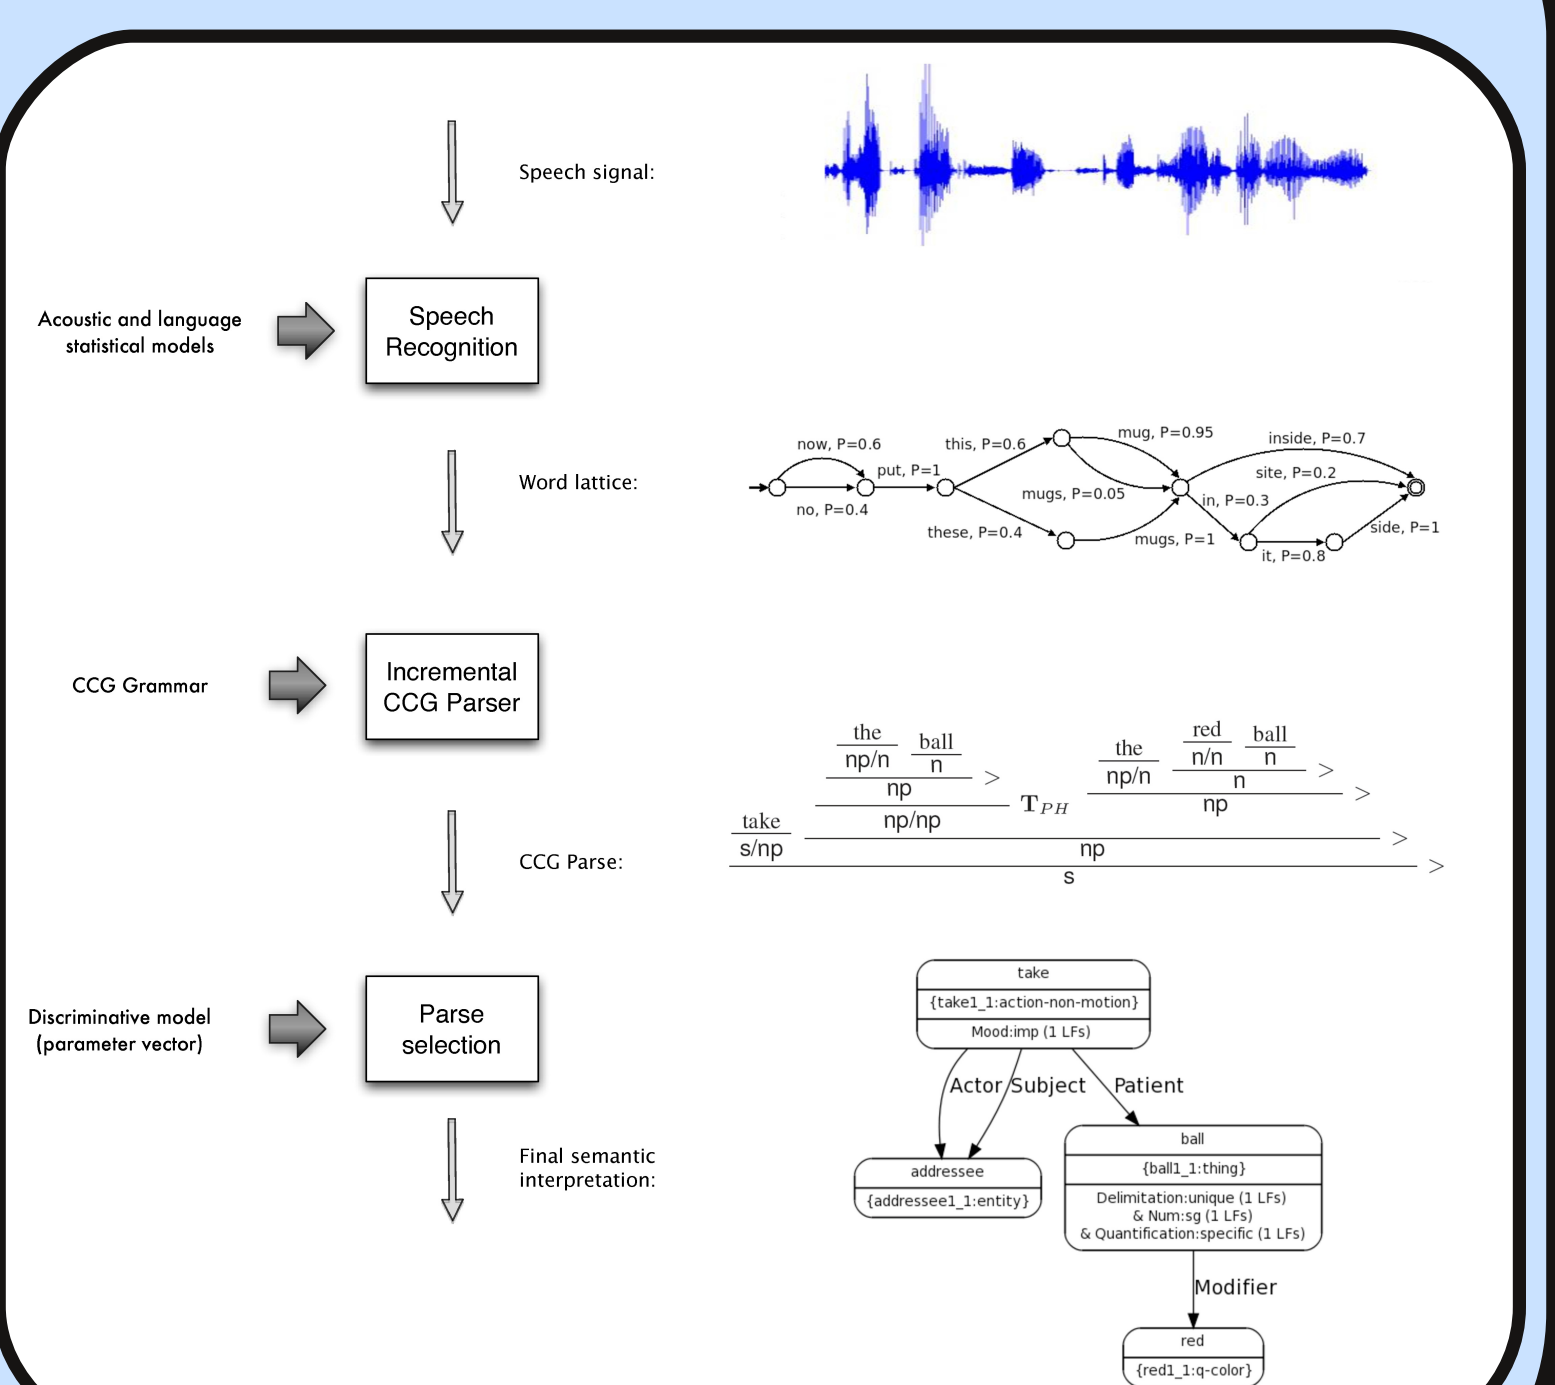 Speech signal:
Acoustic and language
statistical models
Speech
Recognition
Word lattice:
now, P=0.6
no, P=0.4
put, P=1
this, P=0.6
these, P=0.4
mug, P=0.95
mugs, P=0.05
mugs, P=1
inside, P=0.7
site, P=0.2
in, P=0.3
it, P=0.8
side, P=1
CCG Grammar
Incremental
CCG Parser
CCG Parse:
the
np/n
ball
n
>
np
np/np
T_PH
the
np/n
red
n/n
ball
n
>
n
>
np
take
s/np
>
np
>
s
Discriminative model
(parameter vector)
Parse
selection
Final semantic
interpretation:
take
{take1_1:action-non-motion}
Mood:imp (1 LFs)
Actor
Subject
Patient
addressee
{addressee1_1:entity}
ball
{ball1_1:thing}
Delimitation:unique (1 LFs)
& Num:sg (1 LFs)
& Quantification:specific (1 LFs)
Modifier
red
{red1_1:q-color}